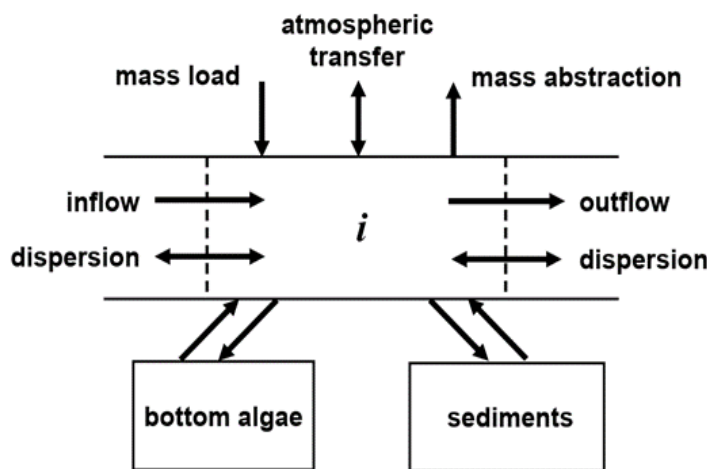 atmospheric
transfer
mass load
mass abstraction
inflow
outflow
i
dispersion
dispersion
bottom algae
sediments